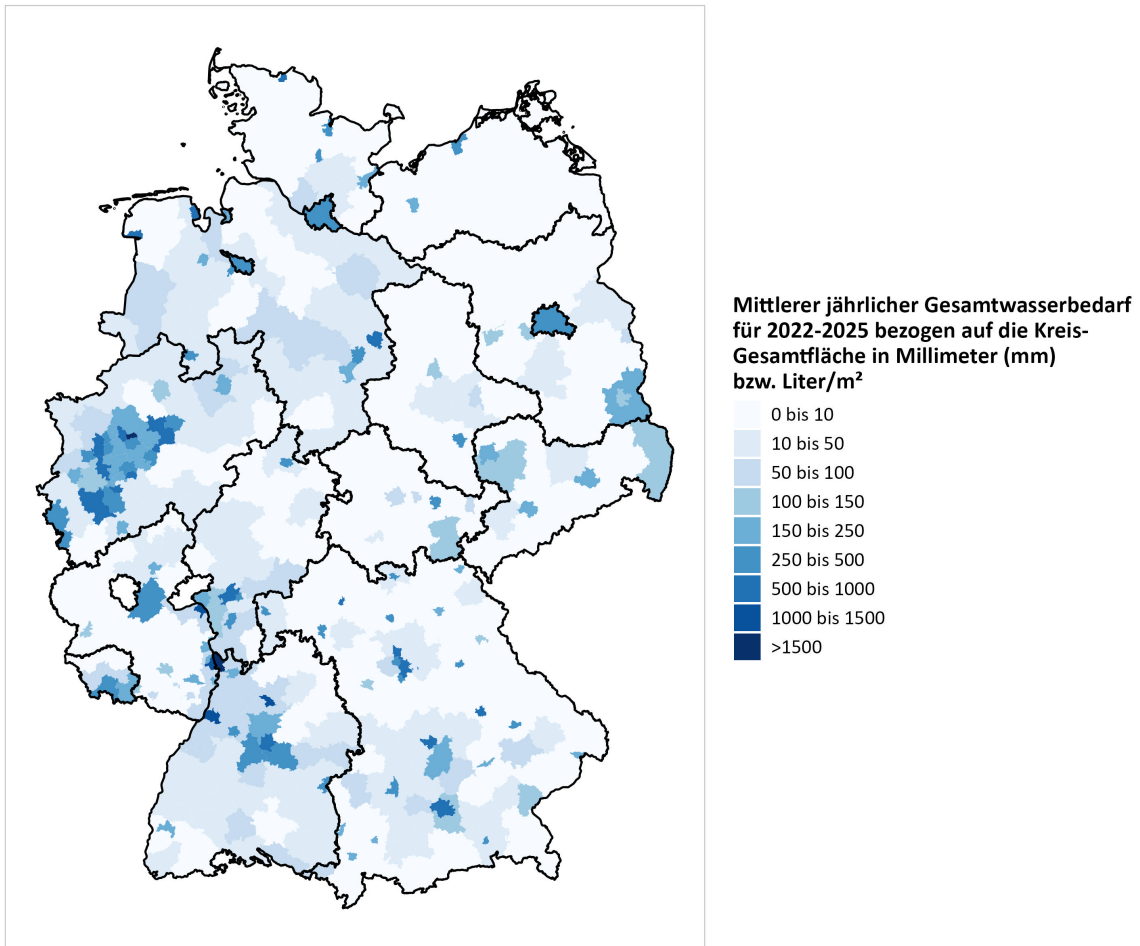 Mittlerer jährlicher Gesamtwasserbedarf
für 2022-2025 bezogen auf die Kreis-
Gesamtfläche in Millimeter (mm)
bzw. Liter/m²
0 bis 10
10 bis 50
50 bis 100
100 bis 150
150 bis 250
250 bis 500
500 bis 1000
1000 bis 1500
>1500